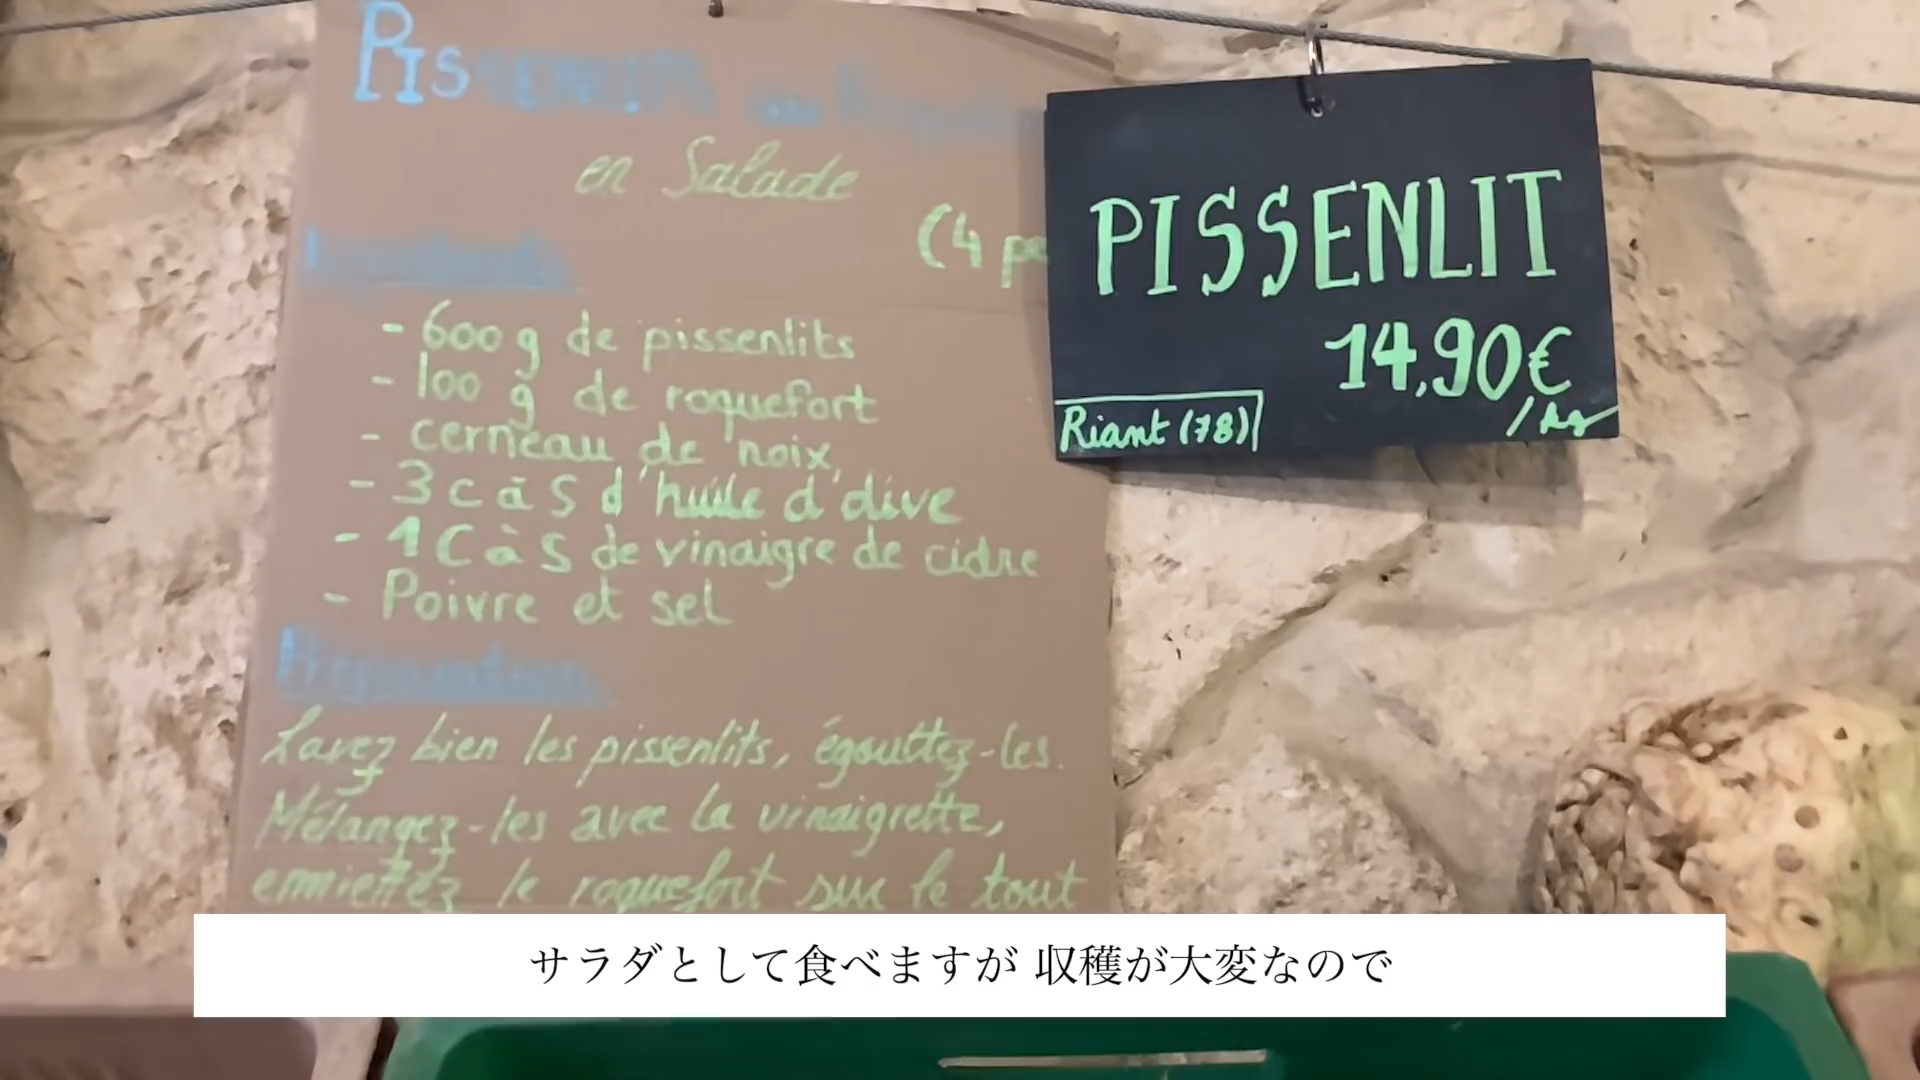 PISSENLITS
en Salade
(4 pe
- 600 g de pissenlits
- 100 g de roquefort
- cerneau de noix,
- 3 c à S d'huile d'olive
- 1 C à S de vinaigre de cidre
- Poivre et sel
Préparation
Lavez bien les pissenlits, égouttez-les.
Mélangez-les avec la vinaigrette,
emiettez le roquefort sur le tout
PISSENLIT
14,90€
/kg
Riant (78)
サラダとして食べますが 収穫が大変なので